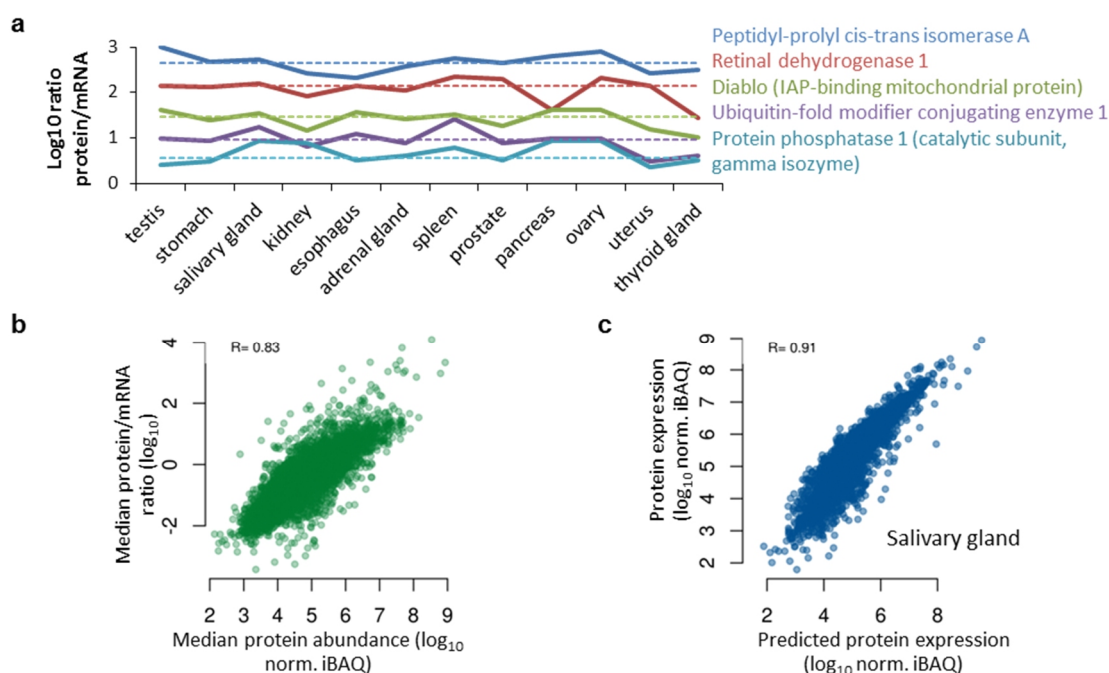 a
Log10 ratio
protein/mRNA
3
2
1
0
testis
stomach
salivary gland
kidney
esophagus
adrenal gland
spleen
prostate
pancreas
ovary
uterus
thyroid gland
Peptidyl-prolyl cis-trans isomerase A
Retinal dehydrogenase 1
Diablo (IAP-binding mitochondrial protein)
Ubiquitin-fold modifier conjugating enzyme 1
Protein phosphatase 1 (catalytic subunit,
gamma isozyme)
b
Median protein/mRNA
ratio (log10)
4
2
0
-2
R= 0.83
2 3 4 5 6 7 8 9
Median protein abundance (log10
norm. iBAQ)
c
Protein expression
(log10 norm. iBAQ)
9
8
7
6
5
4
3
2
R= 0.91
Salivary gland
2 4 6 8
Predicted protein expression
(log10 norm. iBAQ)